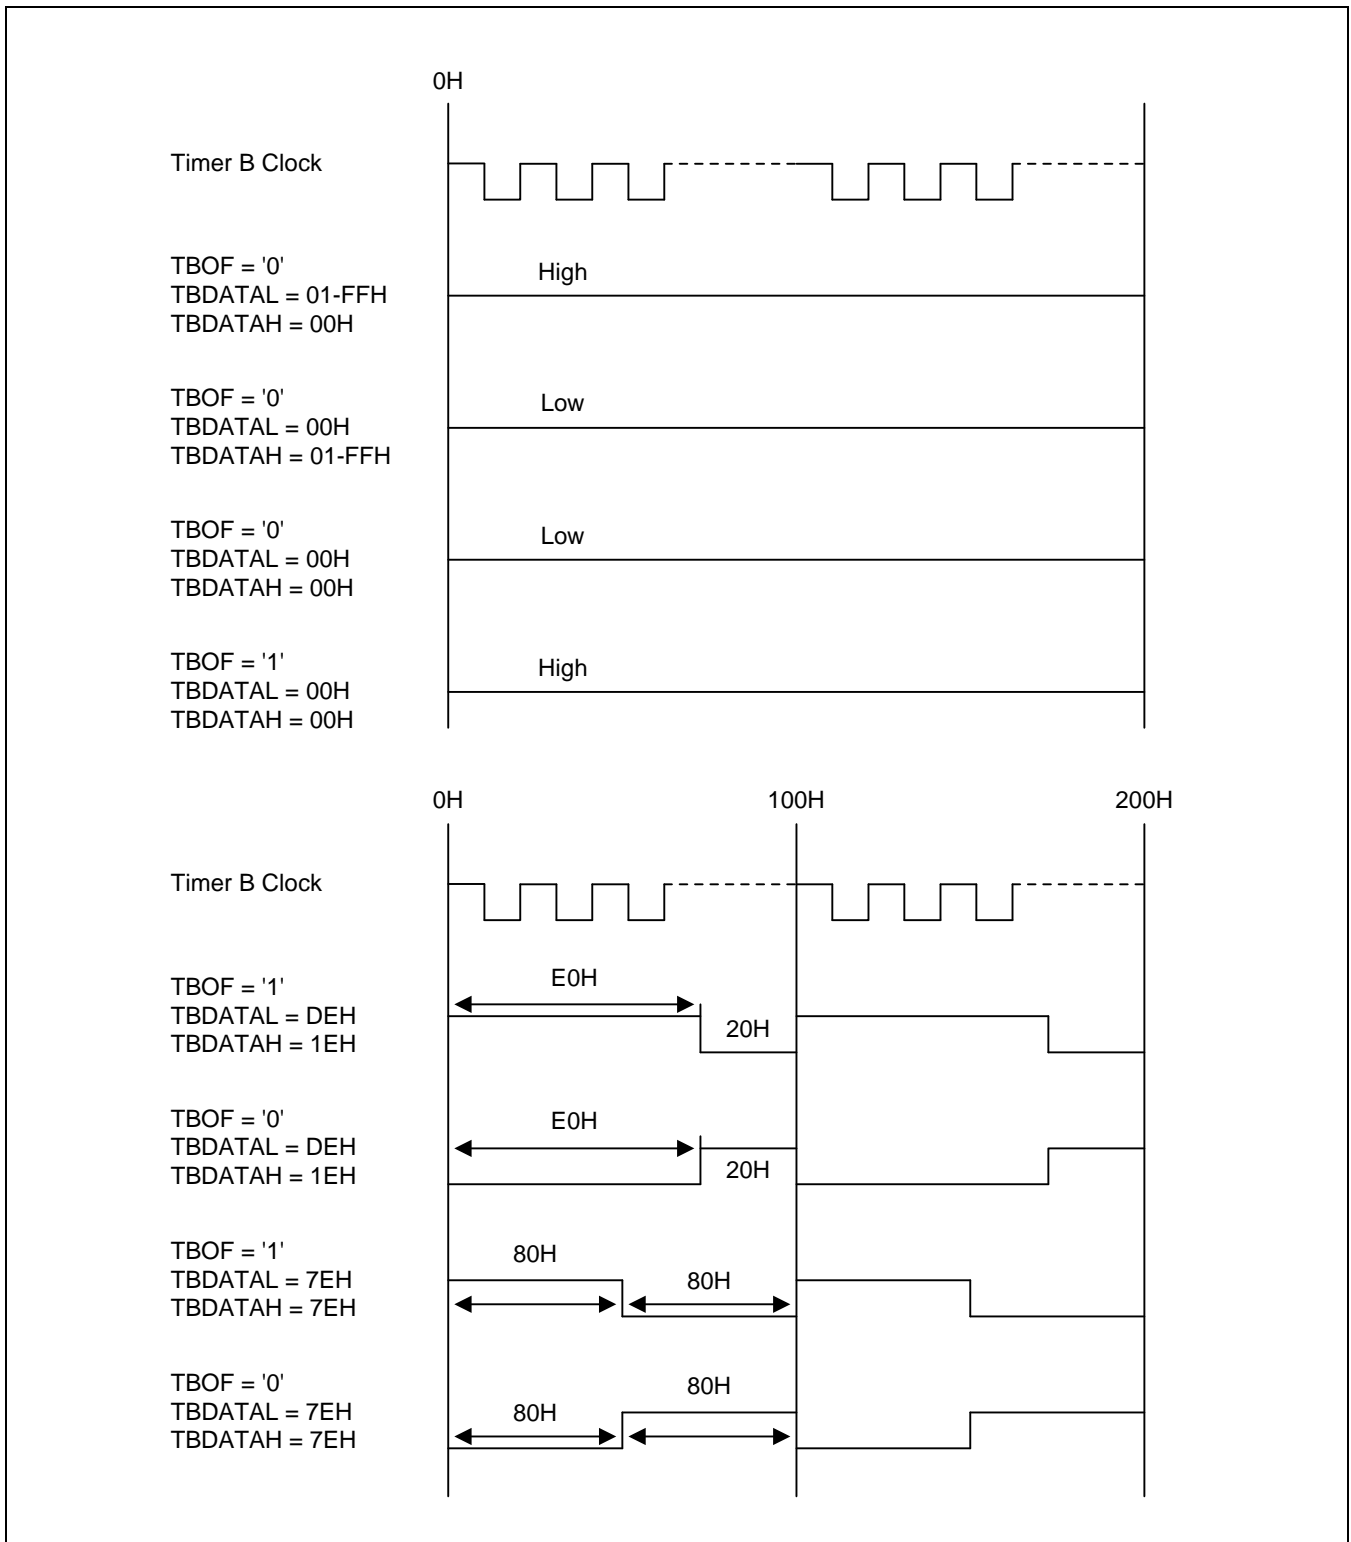 0H
Timer B Clock
TBOF = '0'
TBDATAL = 01-FFH
TBDATAH = 00H
High
TBOF = '0'
TBDATAL = 00H
TBDATAH = 01-FFH
Low
TBOF = '0'
TBDATAL = 00H
TBDATAH = 00H
Low
TBOF = '1'
TBDATAL = 00H
TBDATAH = 00H
High
0H 100H 200H
Timer B Clock
TBOF = '1'
TBDATAL = DEH
TBDATAH = 1EH
E0H
20H
TBOF = '0'
TBDATAL = DEH
TBDATAH = 1EH
E0H
20H
TBOF = '1'
TBDATAL = 7EH
TBDATAH = 7EH
80H
80H
TBOF = '0'
TBDATAL = 7EH
TBDATAH = 7EH
80H
80H